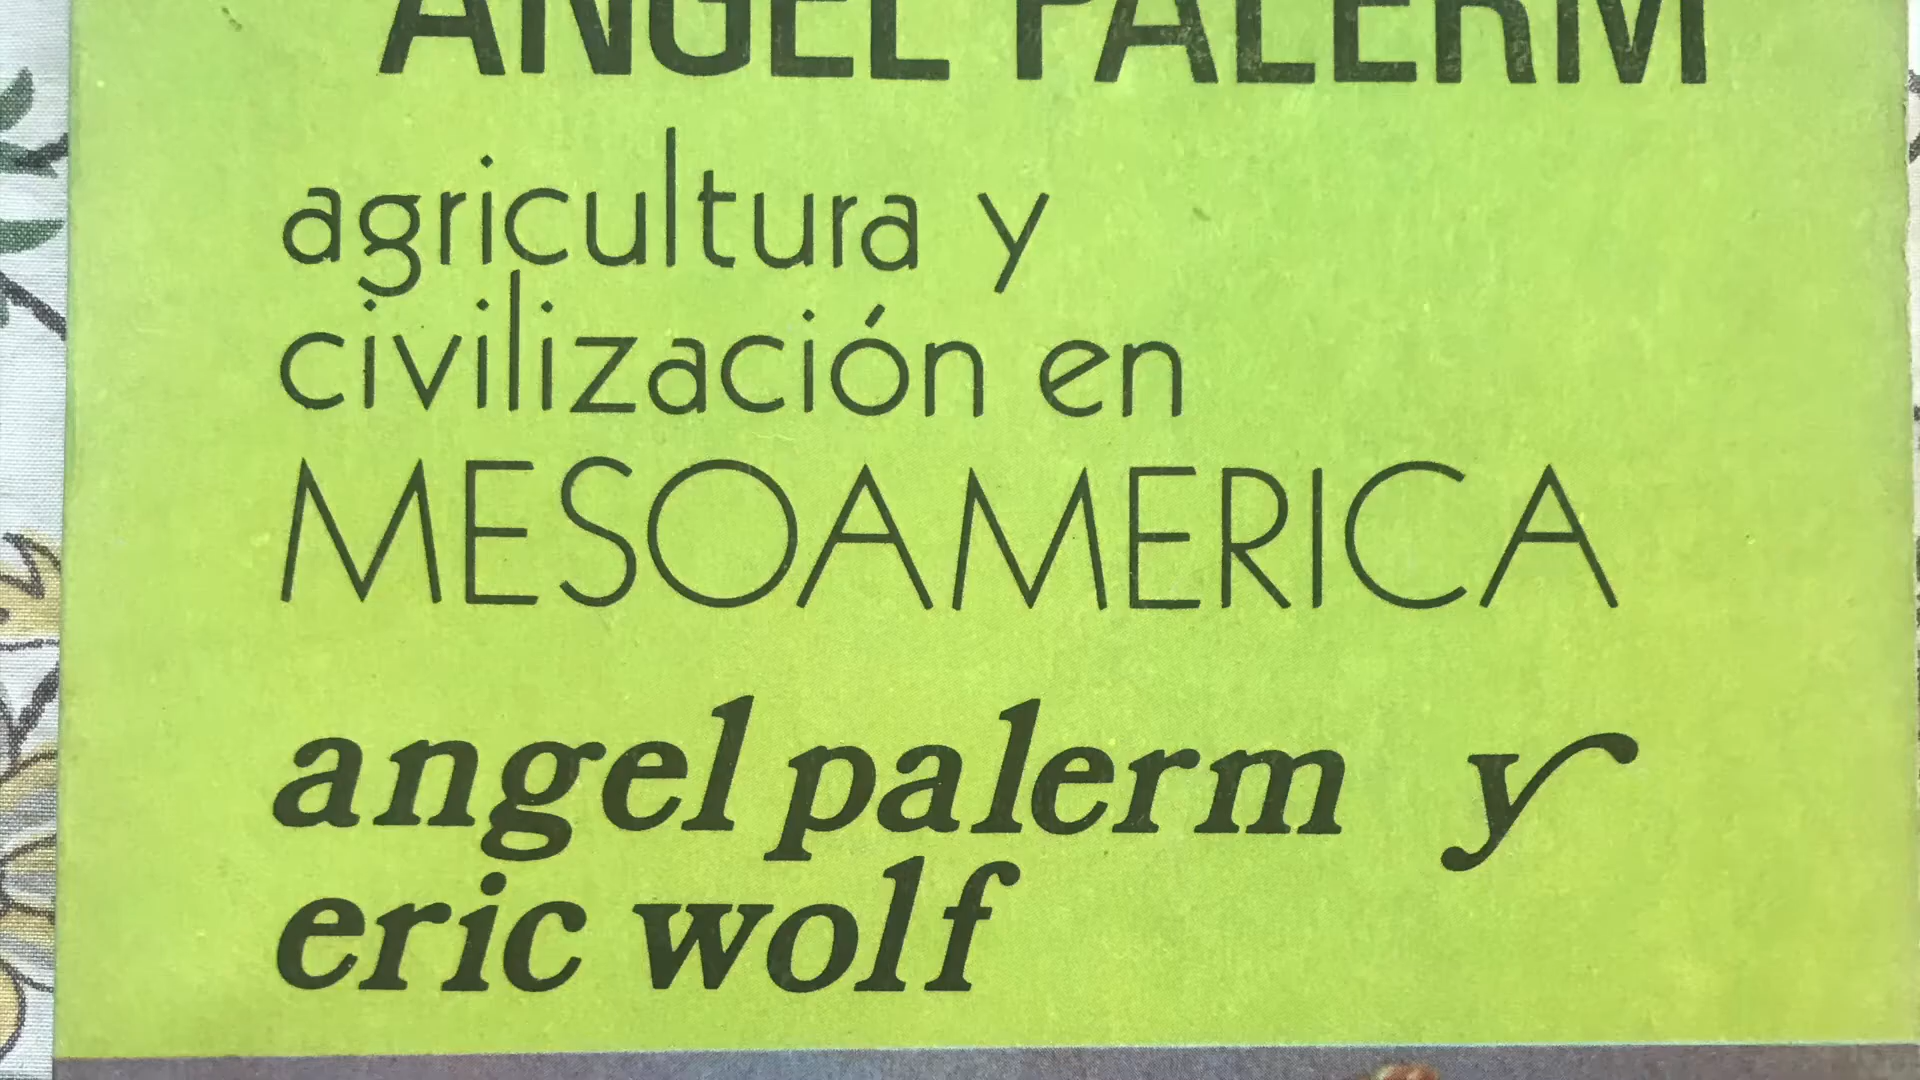 ANGEL PALERM
agricultura y
civilización en
MESOAMERICA
angel palerm y
eric wolf